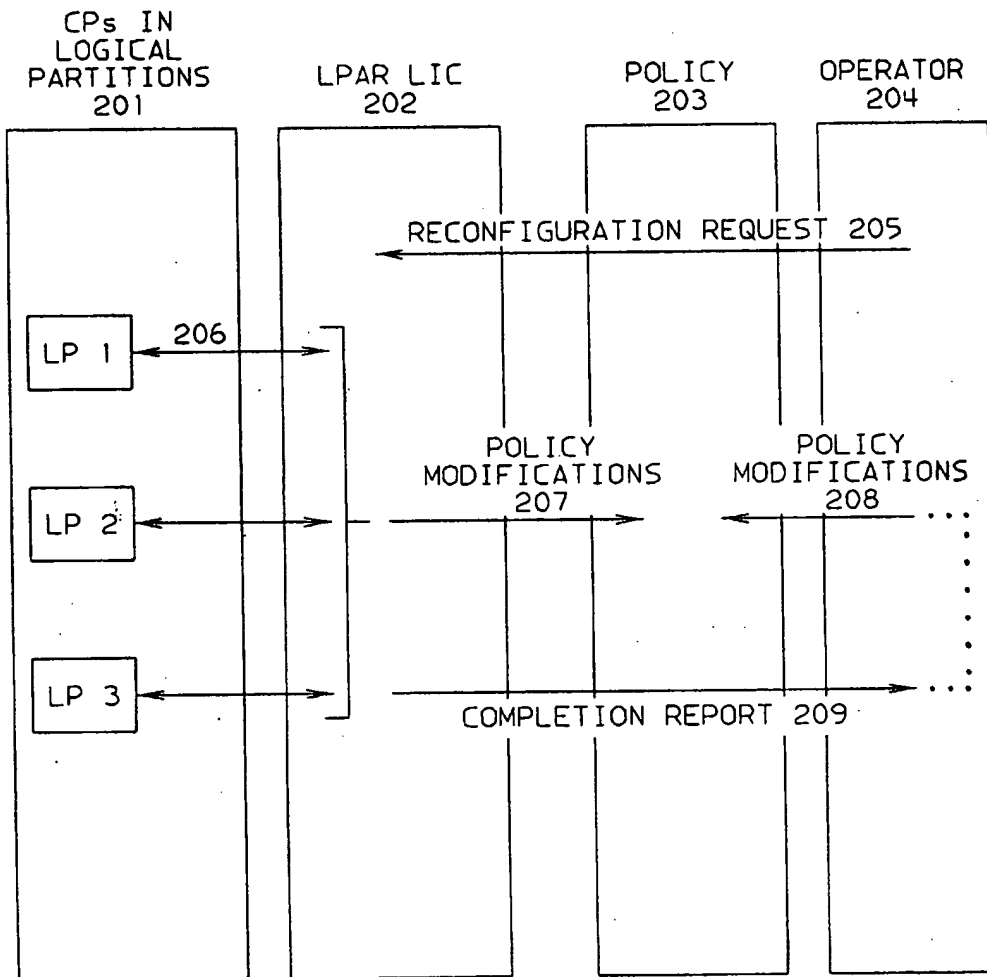 CPs IN
LOGICAL
PARTITIONS
201
LPAR LIC
202
POLICY
203
OPERATOR
204
RECONFIGURATION REQUEST 205
LP 1
206
POLICY
MODIFICATIONS
207
POLICY
MODIFICATIONS
208
LP 2
LP 3
COMPLETION REPORT 209